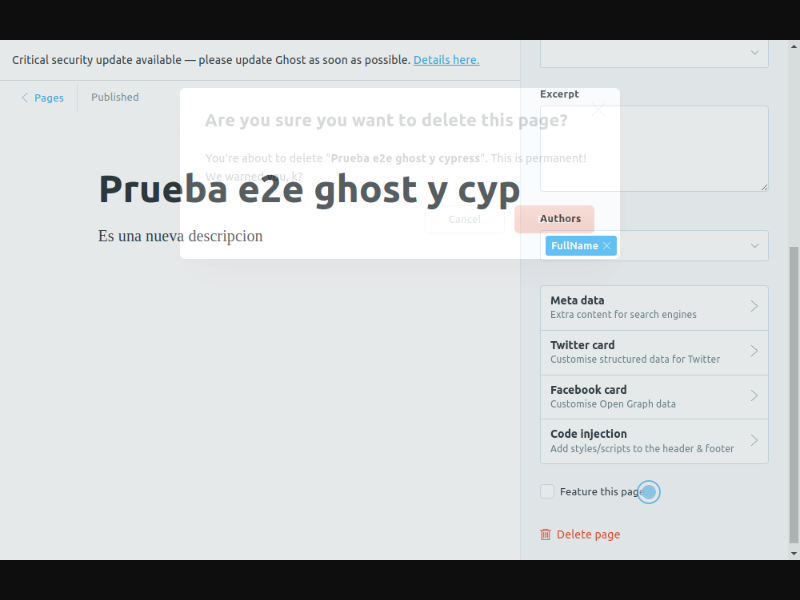 Critical security update available — please update Ghost as soon as possible. Details here.
Pages
Published
Are you sure you want to delete this page?
You're about to delete "Prueba e2e ghost y cypress". This is permanent!
We warned you, k?
Cancel
Prueba e2e ghost y cyp
Es una nueva descripcion
Excerpt
Authors
FullName
Meta data
Extra content for search engines
Twitter card
Customise structured data for Twitter
Facebook card
Customise Open Graph data
Code injection
Add styles/scripts to the header & footer
Feature this page
Delete page